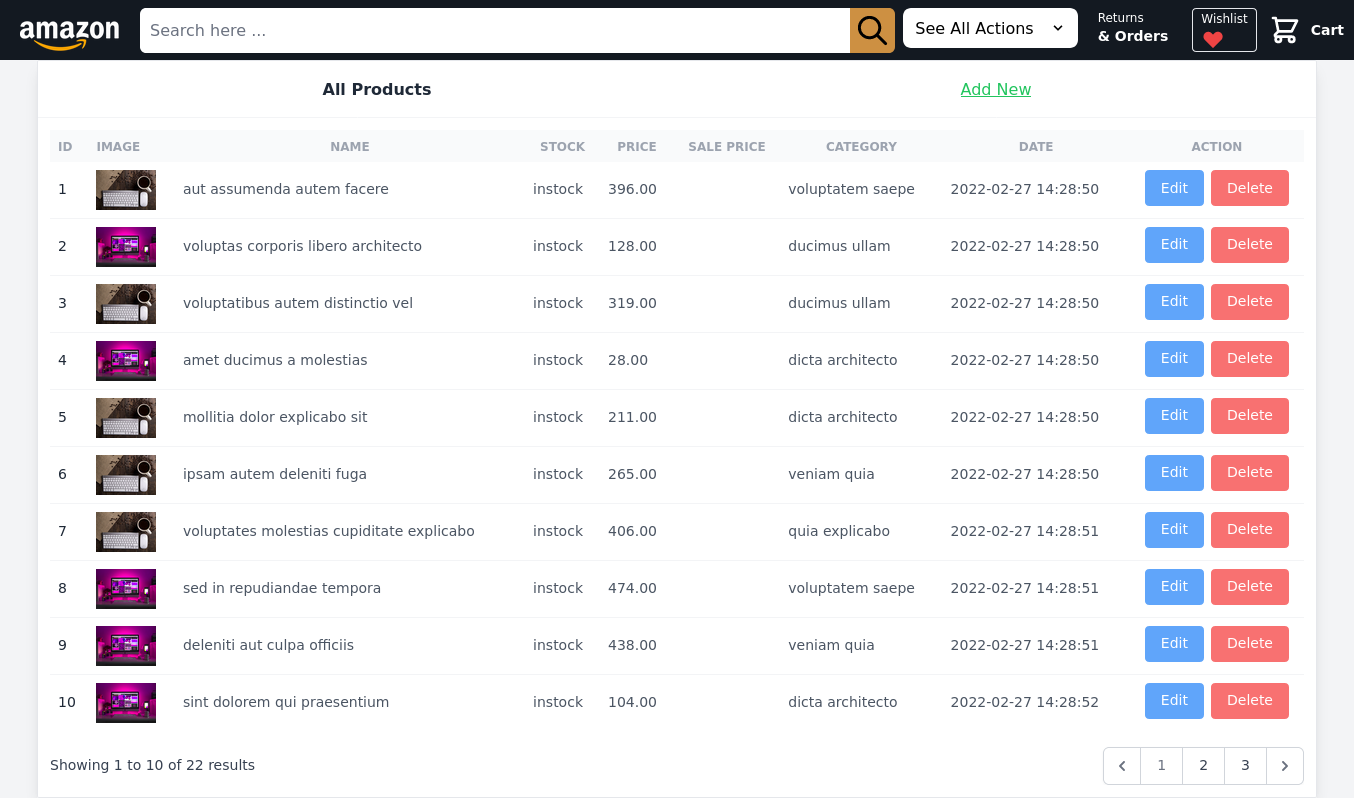 amazon Search here ... See All Actions Returns & Orders Wishlist Cart
All Products Add New
ID IMAGE NAME STOCK PRICE SALE PRICE CATEGORY DATE ACTION
1 aut assumenda autem facere instock 396.00 voluptatem saepe 2022-02-27 14:28:50 Edit Delete
2 voluptas corporis libero architecto instock 128.00 ducimus ullam 2022-02-27 14:28:50 Edit Delete
3 voluptatibus autem distinctio vel instock 319.00 ducimus ullam 2022-02-27 14:28:50 Edit Delete
4 amet ducimus a molestias instock 28.00 dicta architecto 2022-02-27 14:28:50 Edit Delete
5 mollitia dolor explicabo sit instock 211.00 dicta architecto 2022-02-27 14:28:50 Edit Delete
6 ipsam autem deleniti fuga instock 265.00 veniam quia 2022-02-27 14:28:50 Edit Delete
7 voluptates molestias cupiditate explicabo instock 406.00 quia explicabo 2022-02-27 14:28:51 Edit Delete
8 sed in repudiandae tempora instock 474.00 voluptatem saepe 2022-02-27 14:28:51 Edit Delete
9 deleniti aut culpa officiis instock 438.00 veniam quia 2022-02-27 14:28:51 Edit Delete
10 sint dolorem qui praesentium instock 104.00 dicta architecto 2022-02-27 14:28:52 Edit Delete
Showing 1 to 10 of 22 results 1 2 3